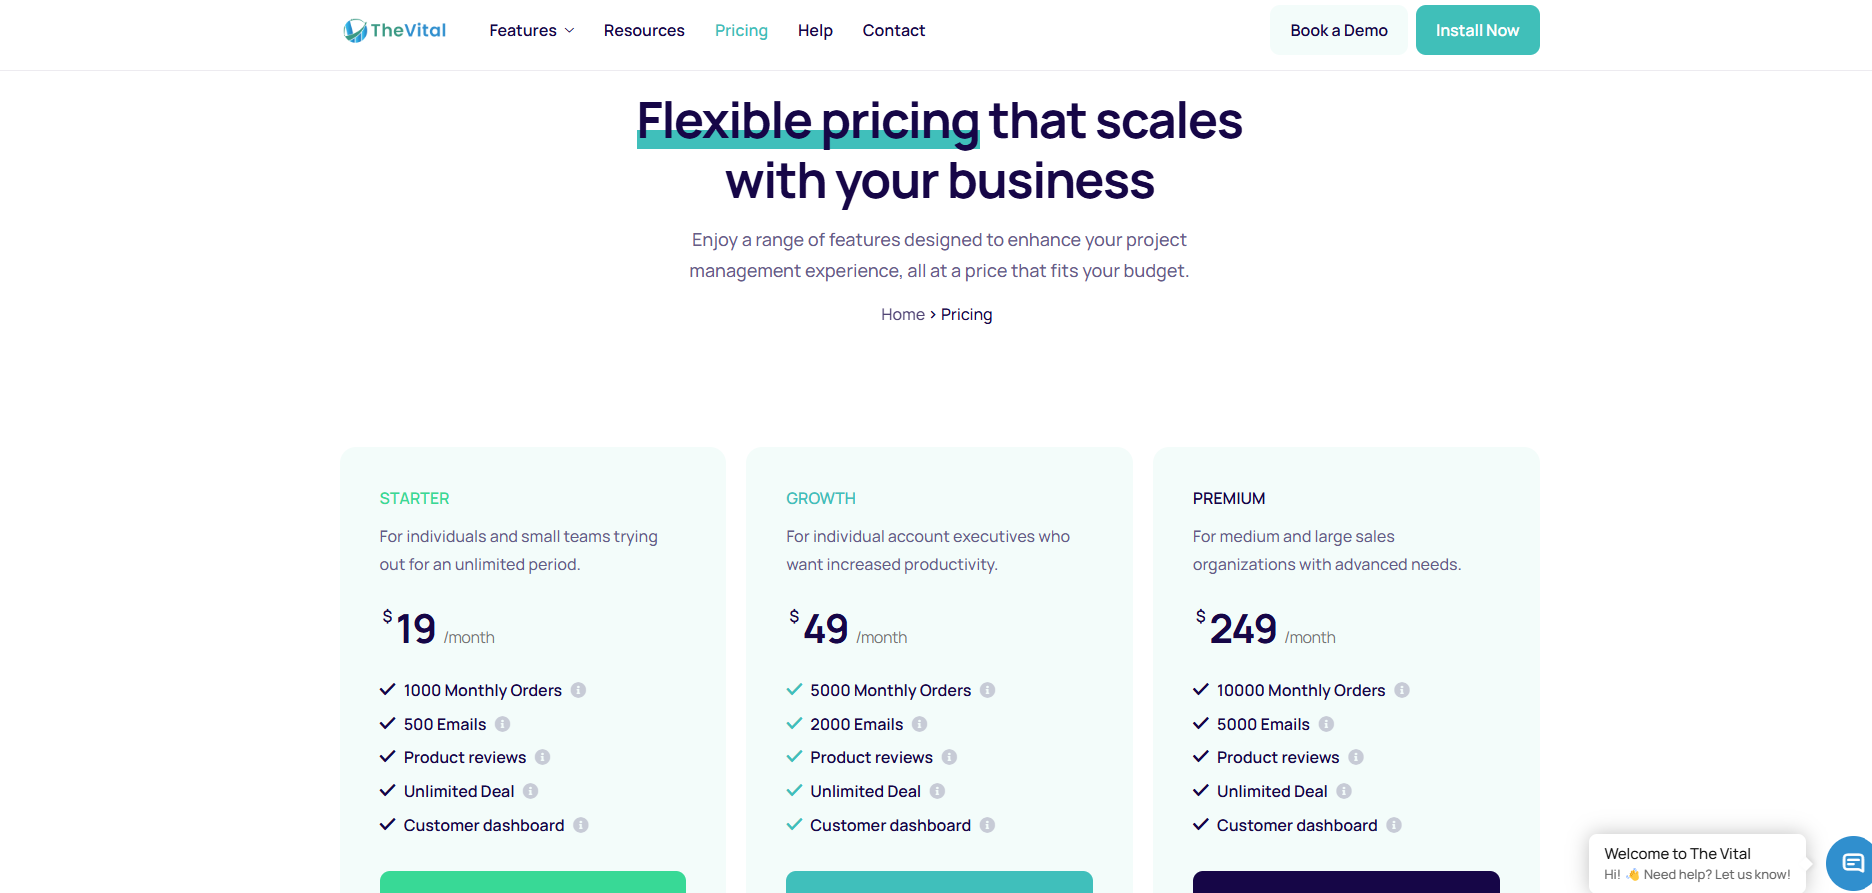 TheVital
Features
Resources
Pricing
Help
Contact
Book a Demo
Install Now
Flexible pricing that scales
with your business
Enjoy a range of features designed to enhance your project
management experience, all at a price that fits your budget.
Home > Pricing
STARTER
For individuals and small teams trying
out for an unlimited period.
$19 /month
1000 Monthly Orders
500 Emails
Product reviews
Unlimited Deal
Customer dashboard
GROWTH
For individual account executives who
want increased productivity.
$49 /month
5000 Monthly Orders
2000 Emails
Product reviews
Unlimited Deal
Customer dashboard
PREMIUM
For medium and large sales
organizations with advanced needs.
$249 /month
10000 Monthly Orders
5000 Emails
Product reviews
Unlimited Deal
Customer dashboard
Welcome to The Vital
Hi! 👋 Need help? Let us know!